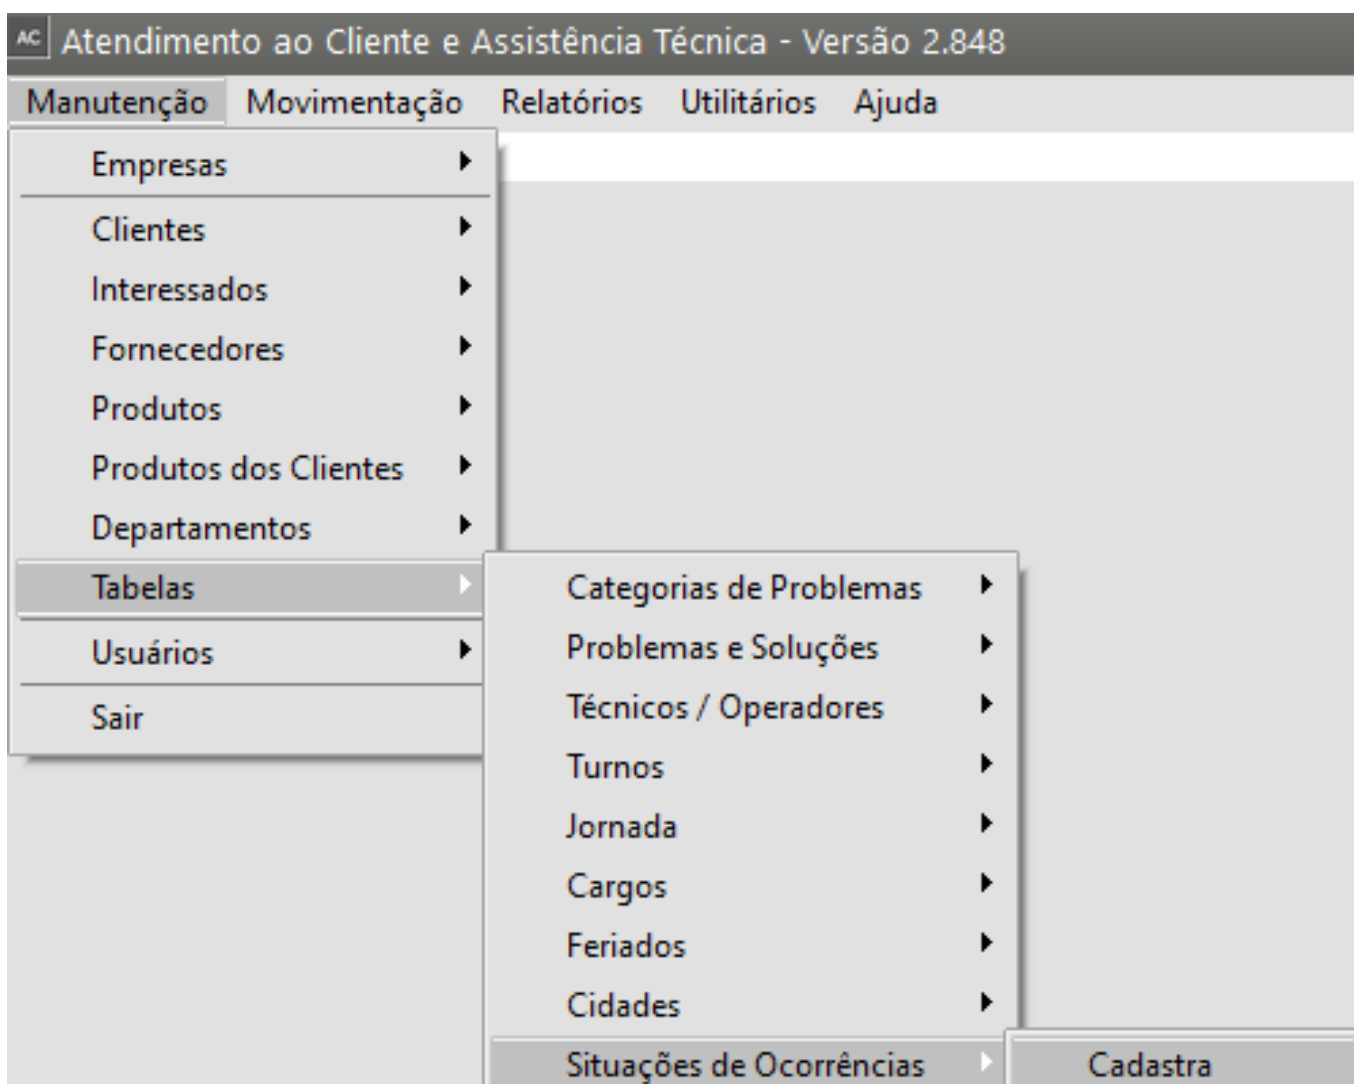 AC Atendimento ao Cliente e Assistência Técnica - Versão 2.848
Manutenção Movimentação Relatórios Utilitários Ajuda
Empresas
Clientes
Interessados
Fornecedores
Produtos
Produtos dos Clientes
Departamentos
Tabelas
Usuários
Sair
Categorias de Problemas
Problemas e Soluções
Técnicos / Operadores
Turnos
Jornada
Cargos
Feriados
Cidades
Situações de Ocorrências
Cadastra